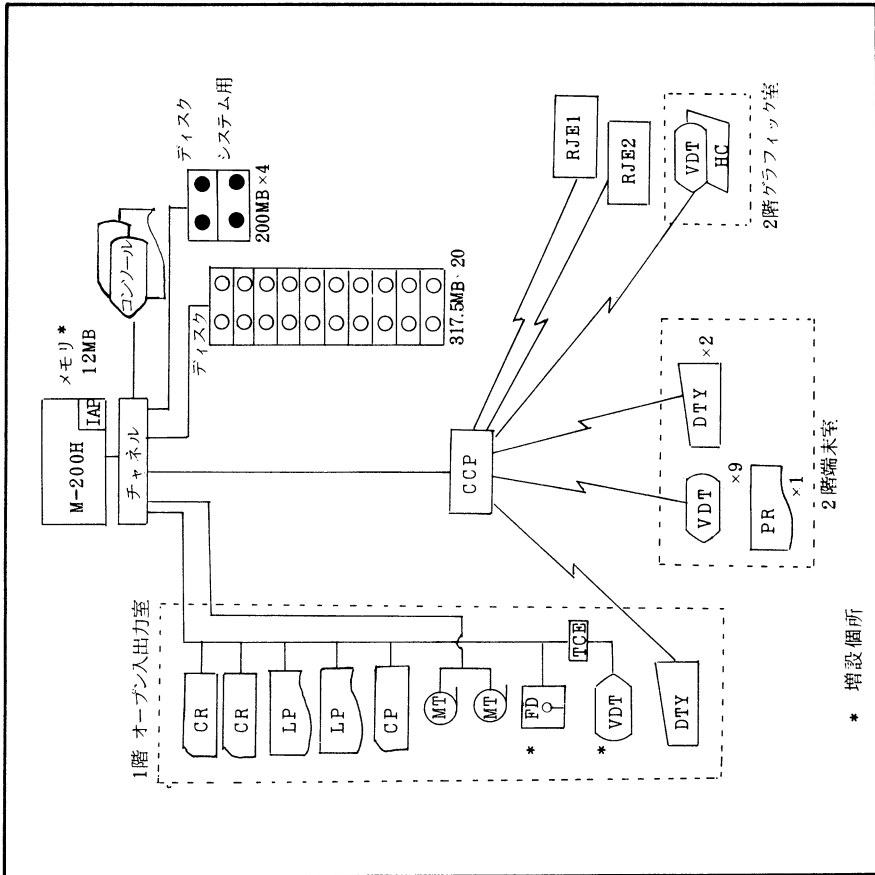 M-200H
IAP
メモリ*
12MB
チャネル
コンソール
ディスク
システム用
200MB×4
ディスク
317.5MB・20
1階 オープン入出力室
CR
CR
LP
LP
CP
MT
MT
FD
*
TCE
VDT
*
DTY
CCP
RJE1
RJE2
VDT
HC
2階グラフィック室
VDT
×9
PR
×1
DTY
×2
2階端末室
* 増設個所